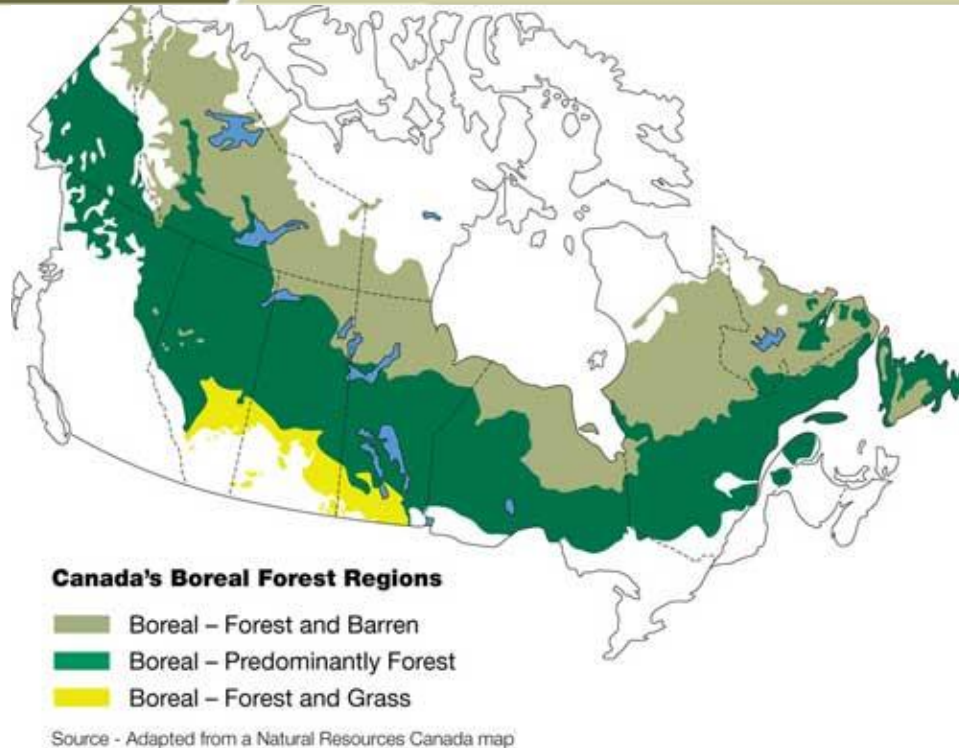 Canada's Boreal Forest Regions
Boreal – Forest and Barren
Boreal – Predominantly Forest
Boreal – Forest and Grass
Source - Adapted from a Natural Resources Canada map